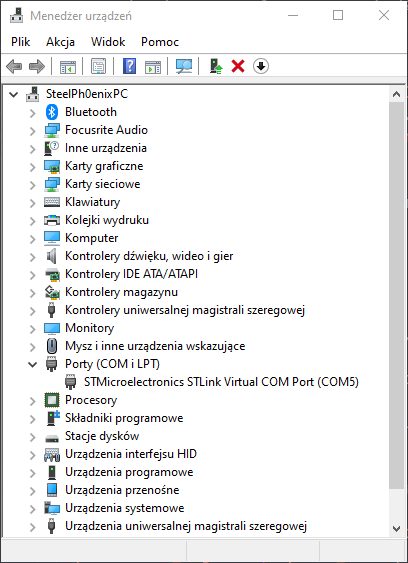 Menedżer urządzeń
Plik Akcja Widok Pomoc
SteelPh0enixPC
Bluetooth
Focusrite Audio
Inne urządzenia
Karty graficzne
Karty sieciowe
Klawiatury
Kolejki wydruku
Komputer
Kontrolery dźwięku, wideo i gier
Kontrolery IDE ATA/ATAPI
Kontrolery magazynu
Kontrolery uniwersalnej magistrali szeregowej
Monitory
Mysz i inne urządzenia wskazujące
Porty (COM i LPT)
STMicroelectronics STLink Virtual COM Port (COM5)
Procesory
Składniki programowe
Stacje dysków
Urządzenia interfejsu HID
Urządzenia programowe
Urządzenia przenośne
Urządzenia systemowe
Urządzenia uniwersalnej magistrali szeregowej